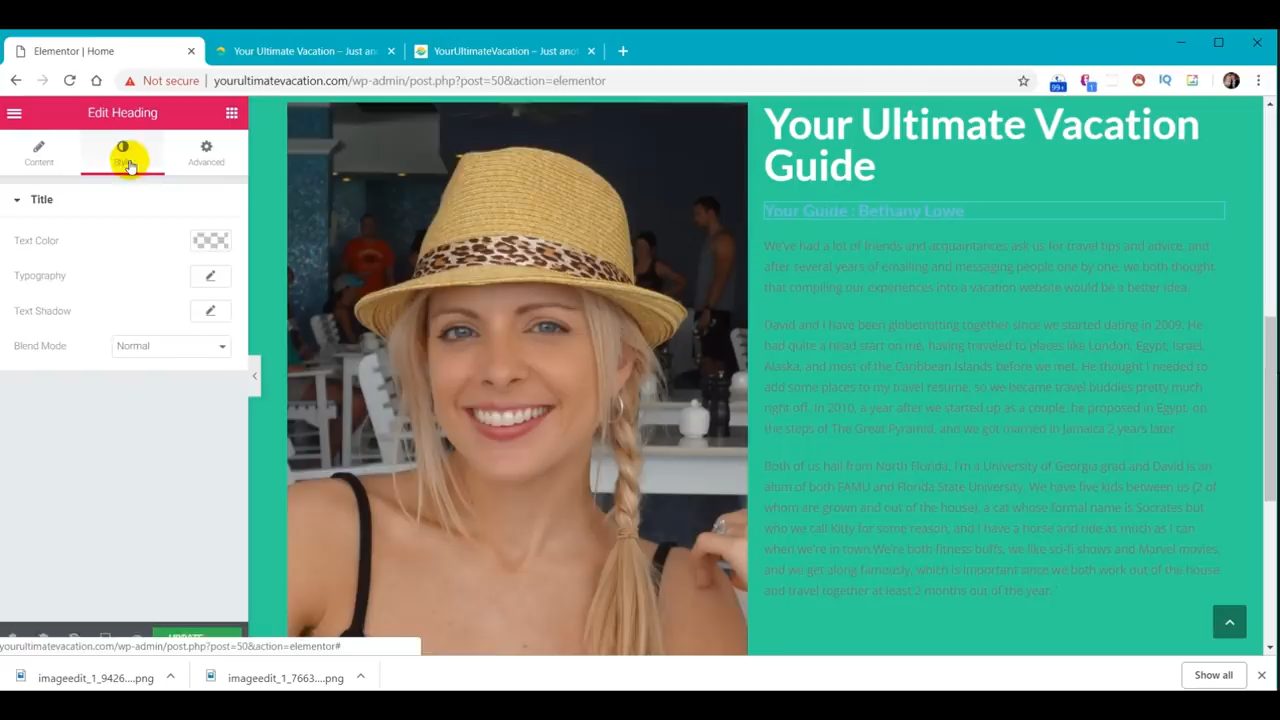 Elementor | Home
Your Ultimate Vacation – Just an
YourUltimateVacation – Just ano
Not secure
yourultimatevacation.com/wp-admin/post.php?post=50&action=elementor
99+
1
IQ
Edit Heading
Content
Style
Advanced
Title
Text Color
Typography
Text Shadow
Blend Mode
Normal
UPDATE
Your Ultimate Vacation
Guide
Your Guide : Bethany Lowe
We've had a lot of friends and acquaintances ask us for travel tips and advice, and
after several years of emailing and messaging people one by one, we both thought
that compiling our experiences into a vacation website would be a better idea.
David and I have been globetrotting together since we started dating in 2009. He
had quite a head start on me, having traveled to places like London, Egypt, Israel,
Alaska, and most of the Caribbean Islands before we met. He thought I needed to
add some places to my travel resume, so we became travel buddies pretty much
right off. In 2010, a year after we started up as a couple, he proposed in Egypt, on
the steps of The Great Pyramid, and we got married in Jamaica 2 years later.
Both of us hail from North Florida. I'm a University of Georgia grad and David is an
alum of both FAMU and Florida State University. We have five kids between us (2 of
whom are grown and out of the house), a cat whose formal name is Socrates but
who we call Kitty for some reason, and I have a horse and ride as much as I can
when we're in town.We're both fitness buffs, we like sci-fi shows and Marvel movies,
and we get along famously, which is important since we both work out of the house
and travel together at least 2 months out of the year."
yourultimatevacation.com/wp-admin/post.php?post=50&action=elementor#
imageedit_1_9426....png
imageedit_1_7663....png
Show all